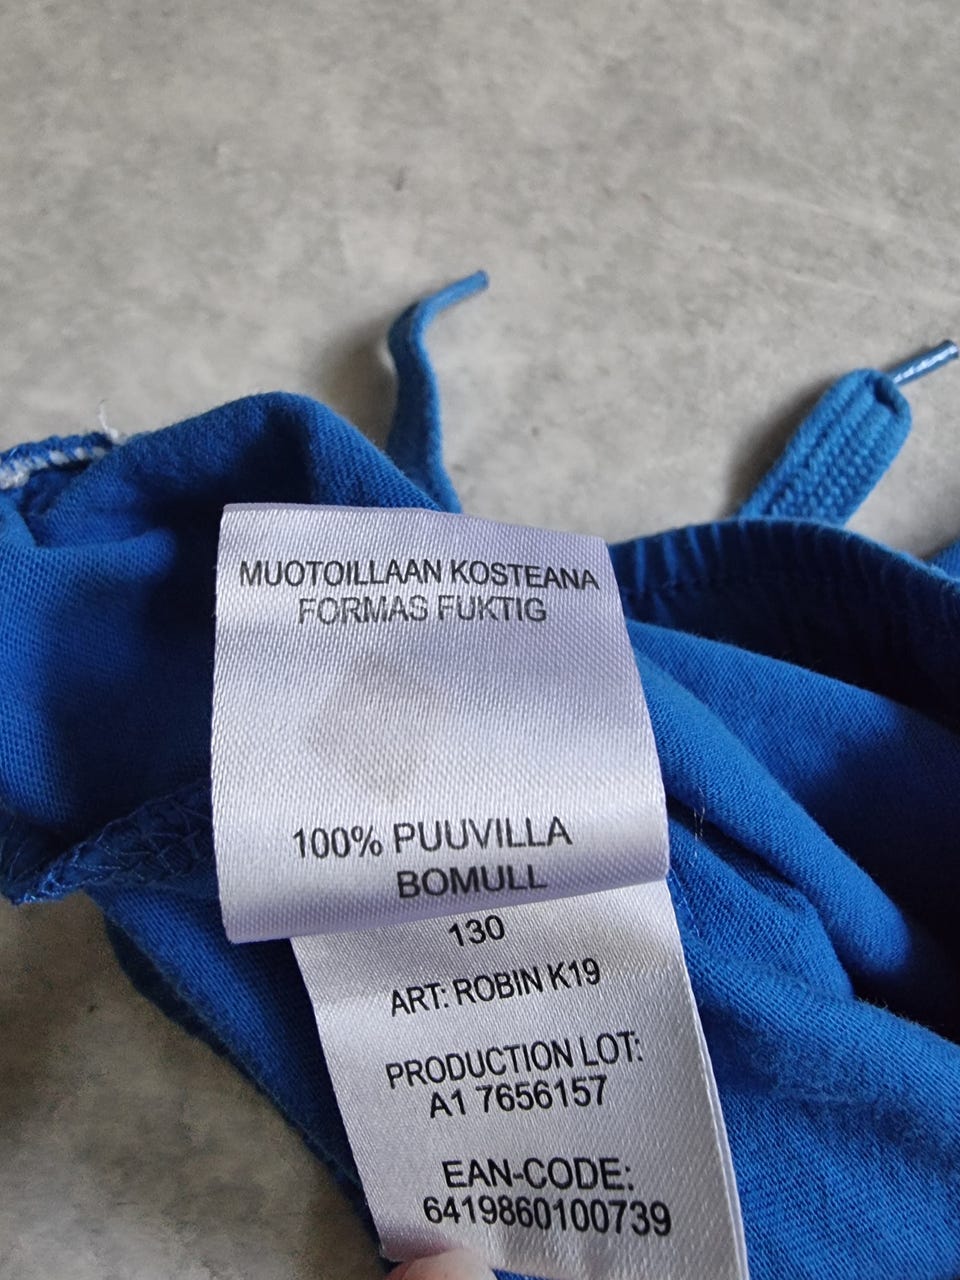 MUOTOILLAAN KOSTEANA
FORMAS FUKTIG
100% PUUVILLA
BOMULL
130
ART: ROBIN K19
PRODUCTION LOT:
A1 7656157
EAN-CODE:
6419860100739